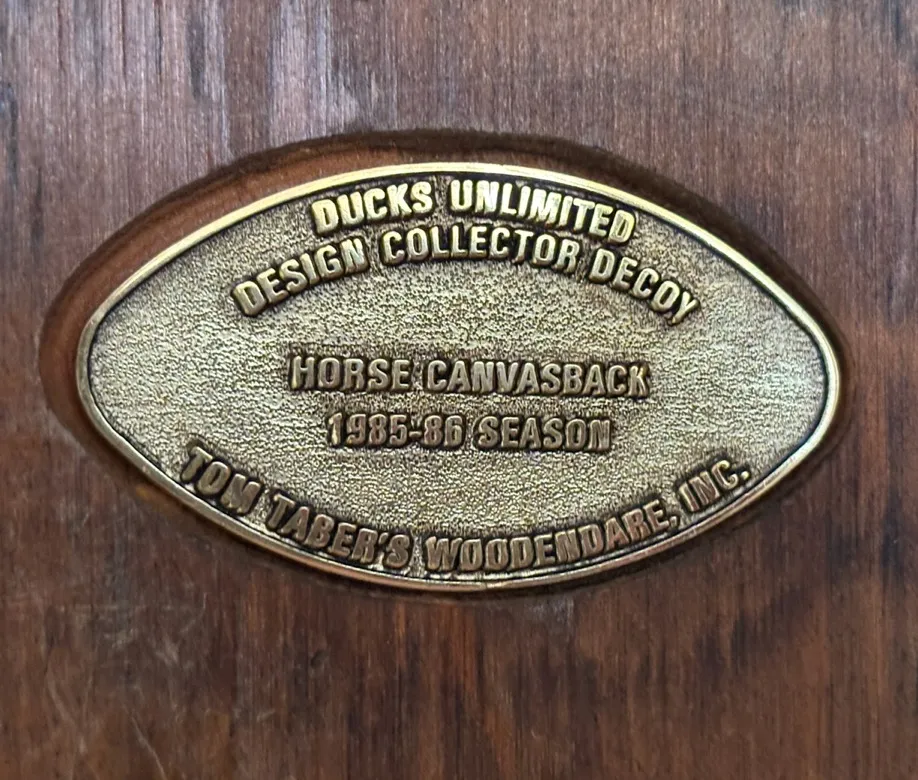 DUCKS UNLIMITED
DESIGN COLLECTOR DECOY
HORSE CANVASBACK
1985-86 SEASON
TOM TABER'S WOODENDARE, INC.